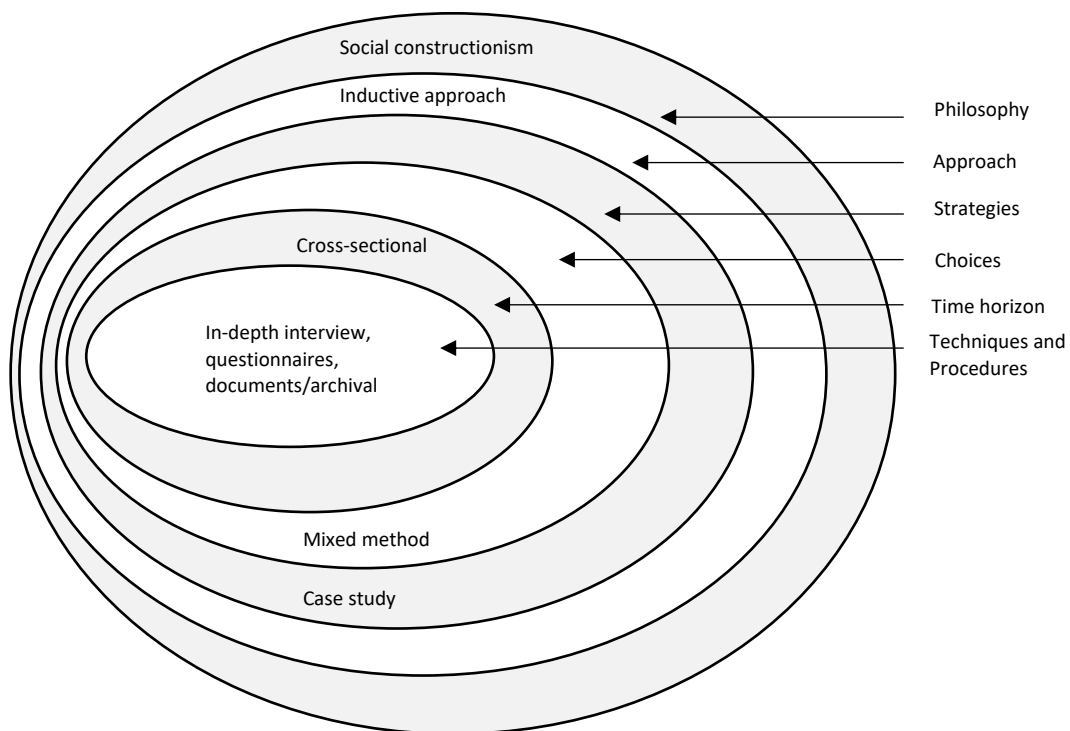 Social constructionism
Inductive approach
Philosophy
Approach
Strategies
Cross-sectional
Choices
Time horizon
In-depth interview,
questionnaires,
documents/archival
Techniques and
Procedures
Mixed method
Case study